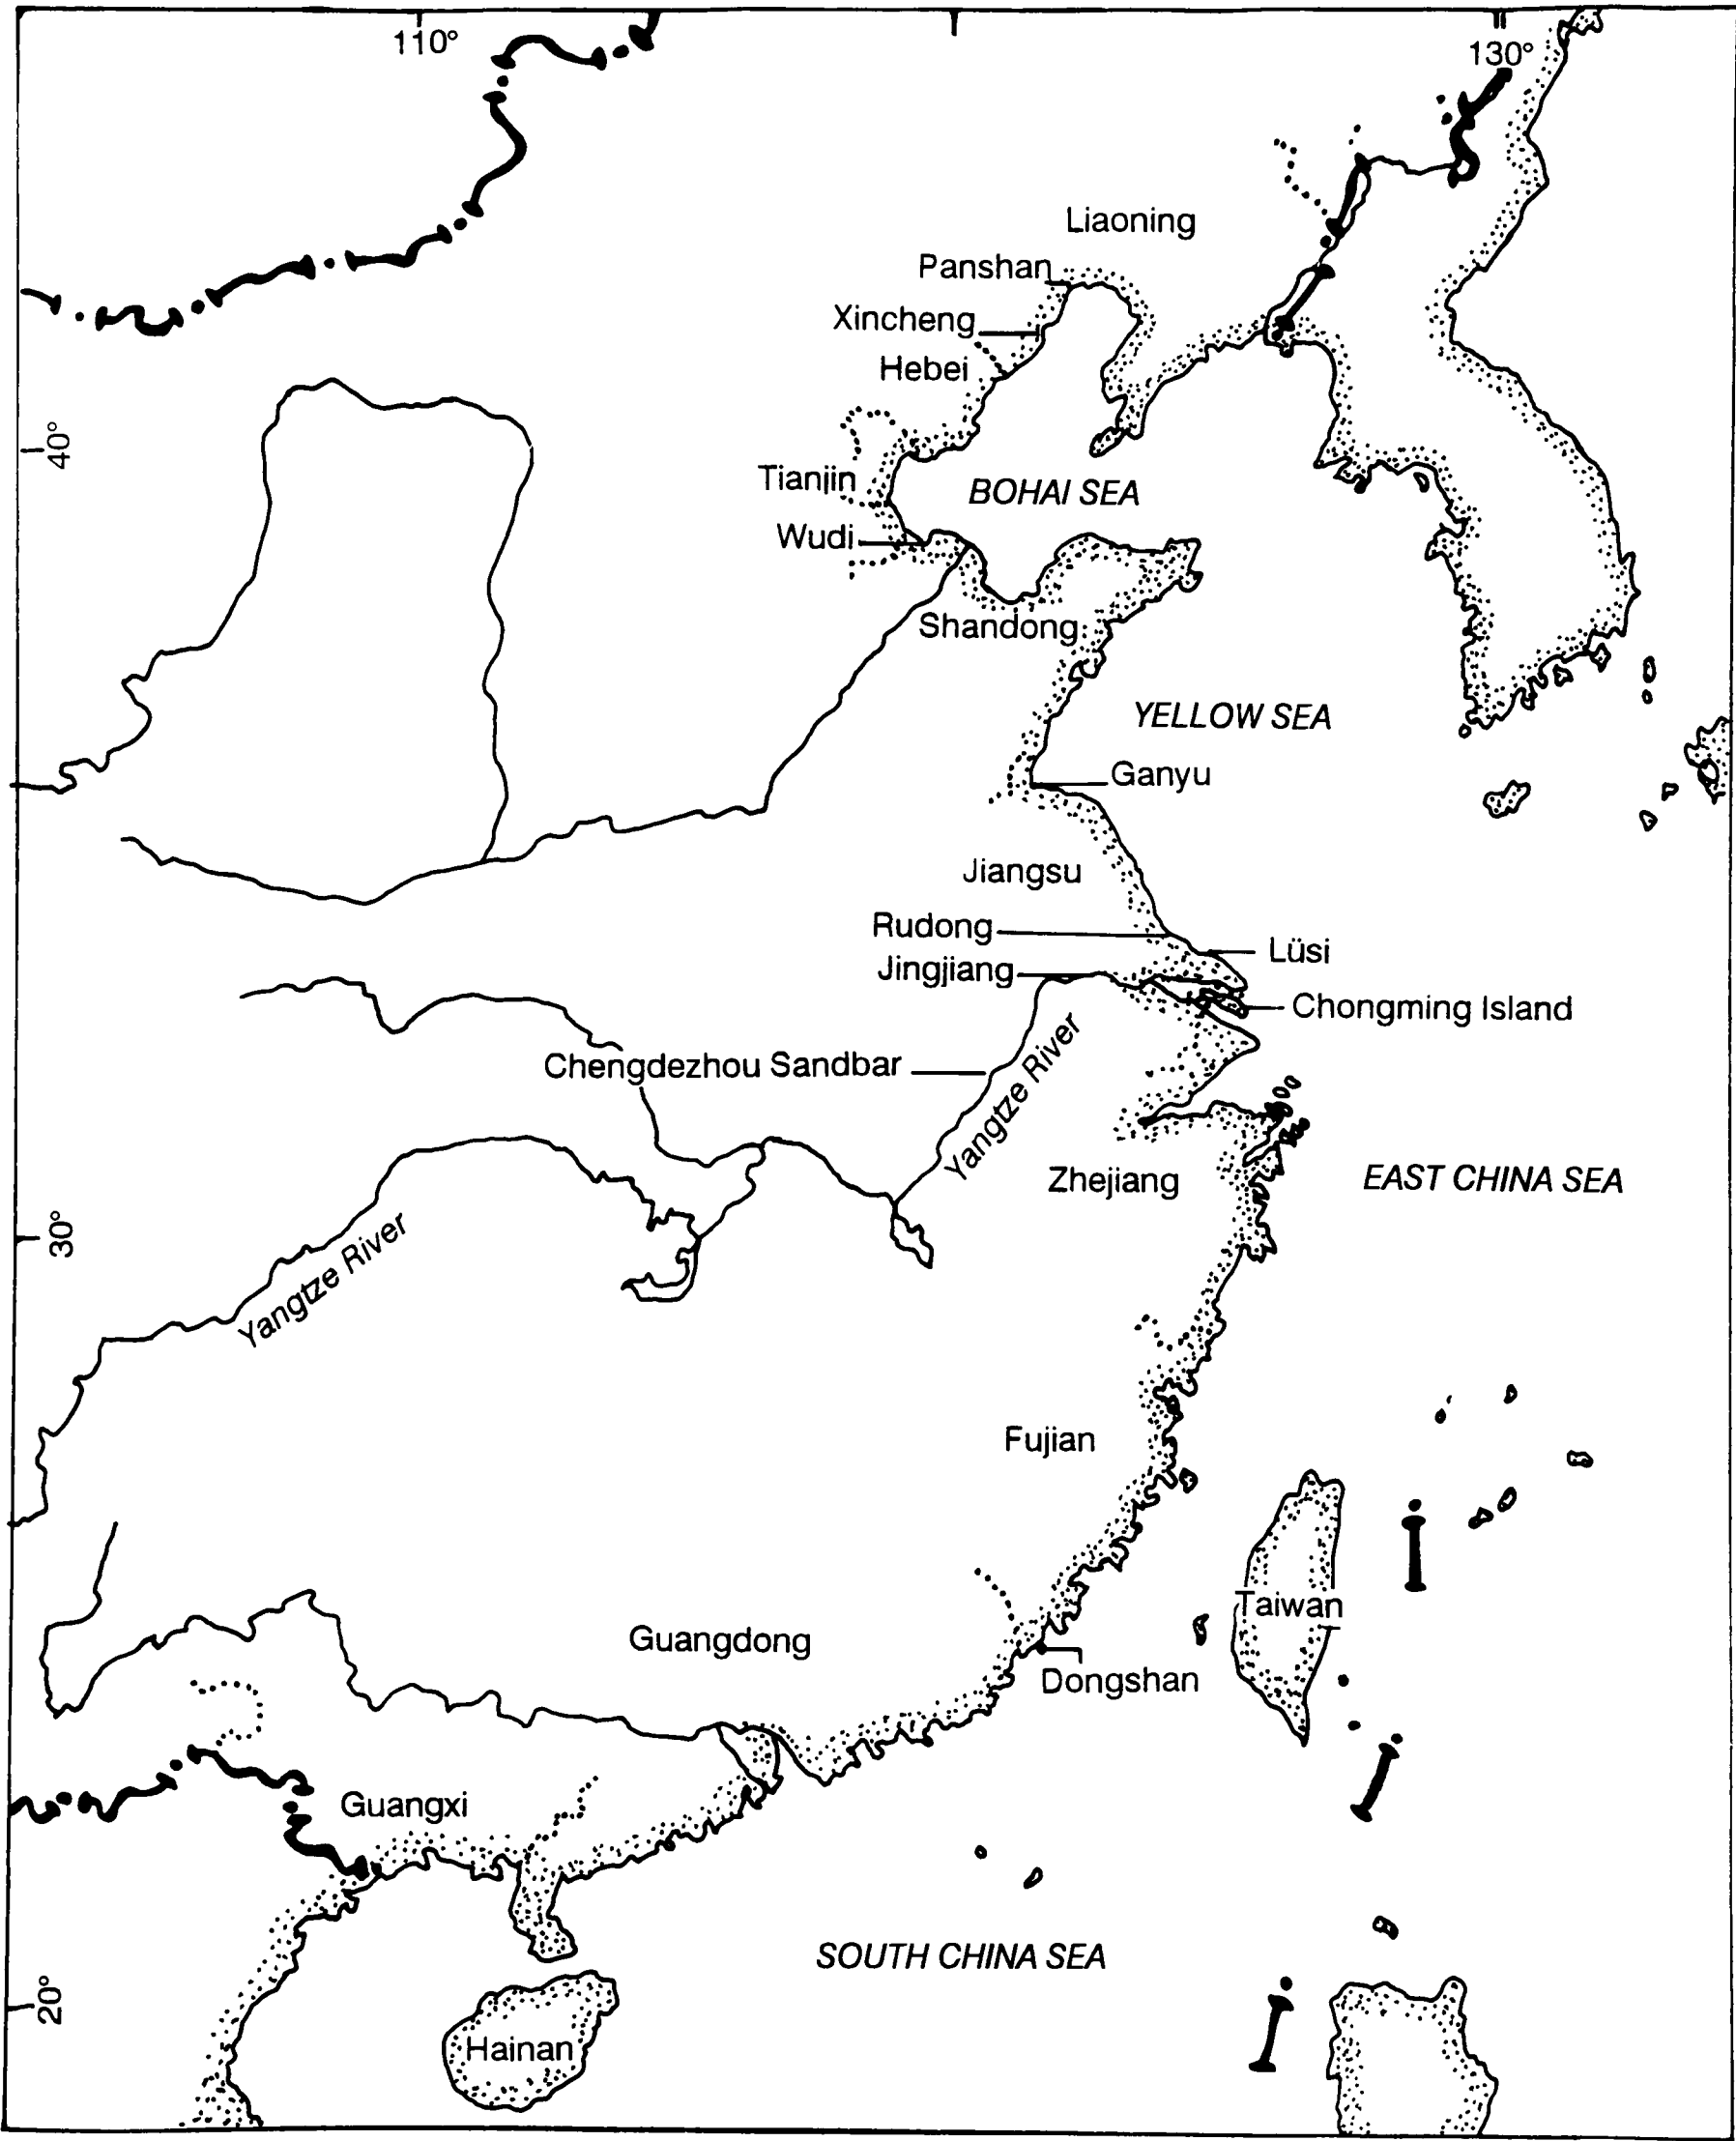 110°
130°
Liaoning
Panshan
Xincheng
Hebei
40°
Tianjin
BOHAI SEA
Wudi
Shandong
YELLOW SEA
Ganyu
Jiangsu
Rudong
Lüsi
Jingjiang
Chongming Island
Chengdezhou Sandbar
Yangtze River
Zhejiang
EAST CHINA SEA
30°
Yangtze River
Fujian
Taiwan
Guangdong
Dongshan
Guangxi
SOUTH CHINA SEA
20°
Hainan